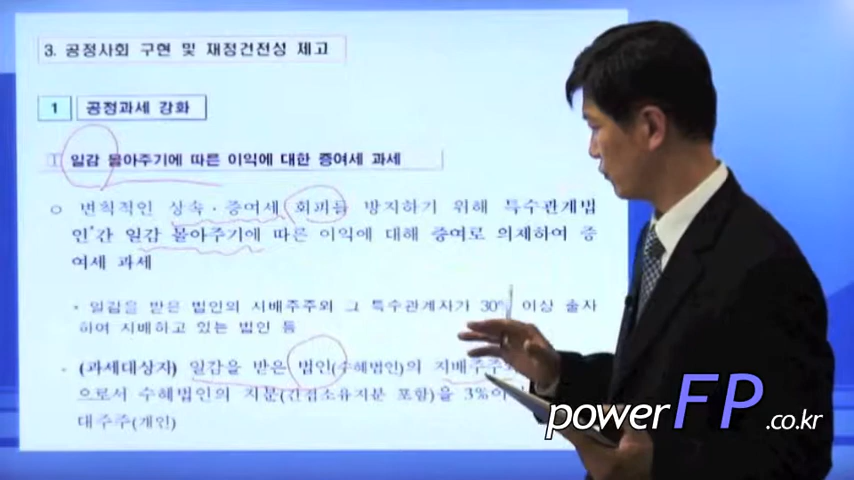 3. 공정사회 구현 및 재정건전성 제고
1 공정과세 강화
① 일감 몰아주기에 따른 이익에 대한 증여세 과세
ㅇ 변칙적인 상속·증여세 회피를 방지하기 위해 특수관계법
인*간 일감 몰아주기에 따른 이익에 대해 증여로 의제하여 증
여세 과세
* 일감을 받은 법인의 지배주주와 그 특수관계자가 30% 이상 출자
하여 지배하고 있는 법인 등
- (과세대상자) 일감을 받은 법인(수혜법인)의 지배주주
으로서 수혜법인의 지분(간접소유지분 포함)을 3%이
대주주(개인)
powerFP.co.kr